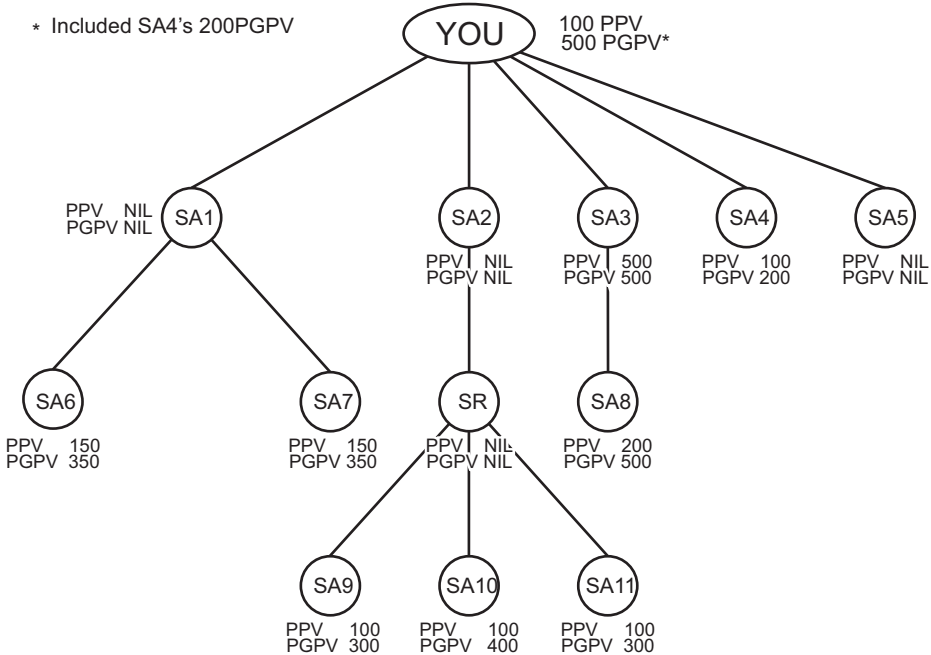 * Included SA4's 200PGPV
YOU
100 PPV
500 PGPV*
PPV NIL
PGPV NIL
SA1
SA2
PPV NIL
PGPV NIL
SA3
PPV 500
PGPV 500
SA4
PPV 100
PGPV 200
SA5
PPV NIL
PGPV NIL
SA6
PPV 150
PGPV 350
SA7
PPV 150
PGPV 350
SR
PPV NIL
PGPV NIL
SA8
PPV 200
PGPV 500
SA9
PPV 100
PGPV 300
SA10
PPV 100
PGPV 400
SA11
PPV 100
PGPV 300